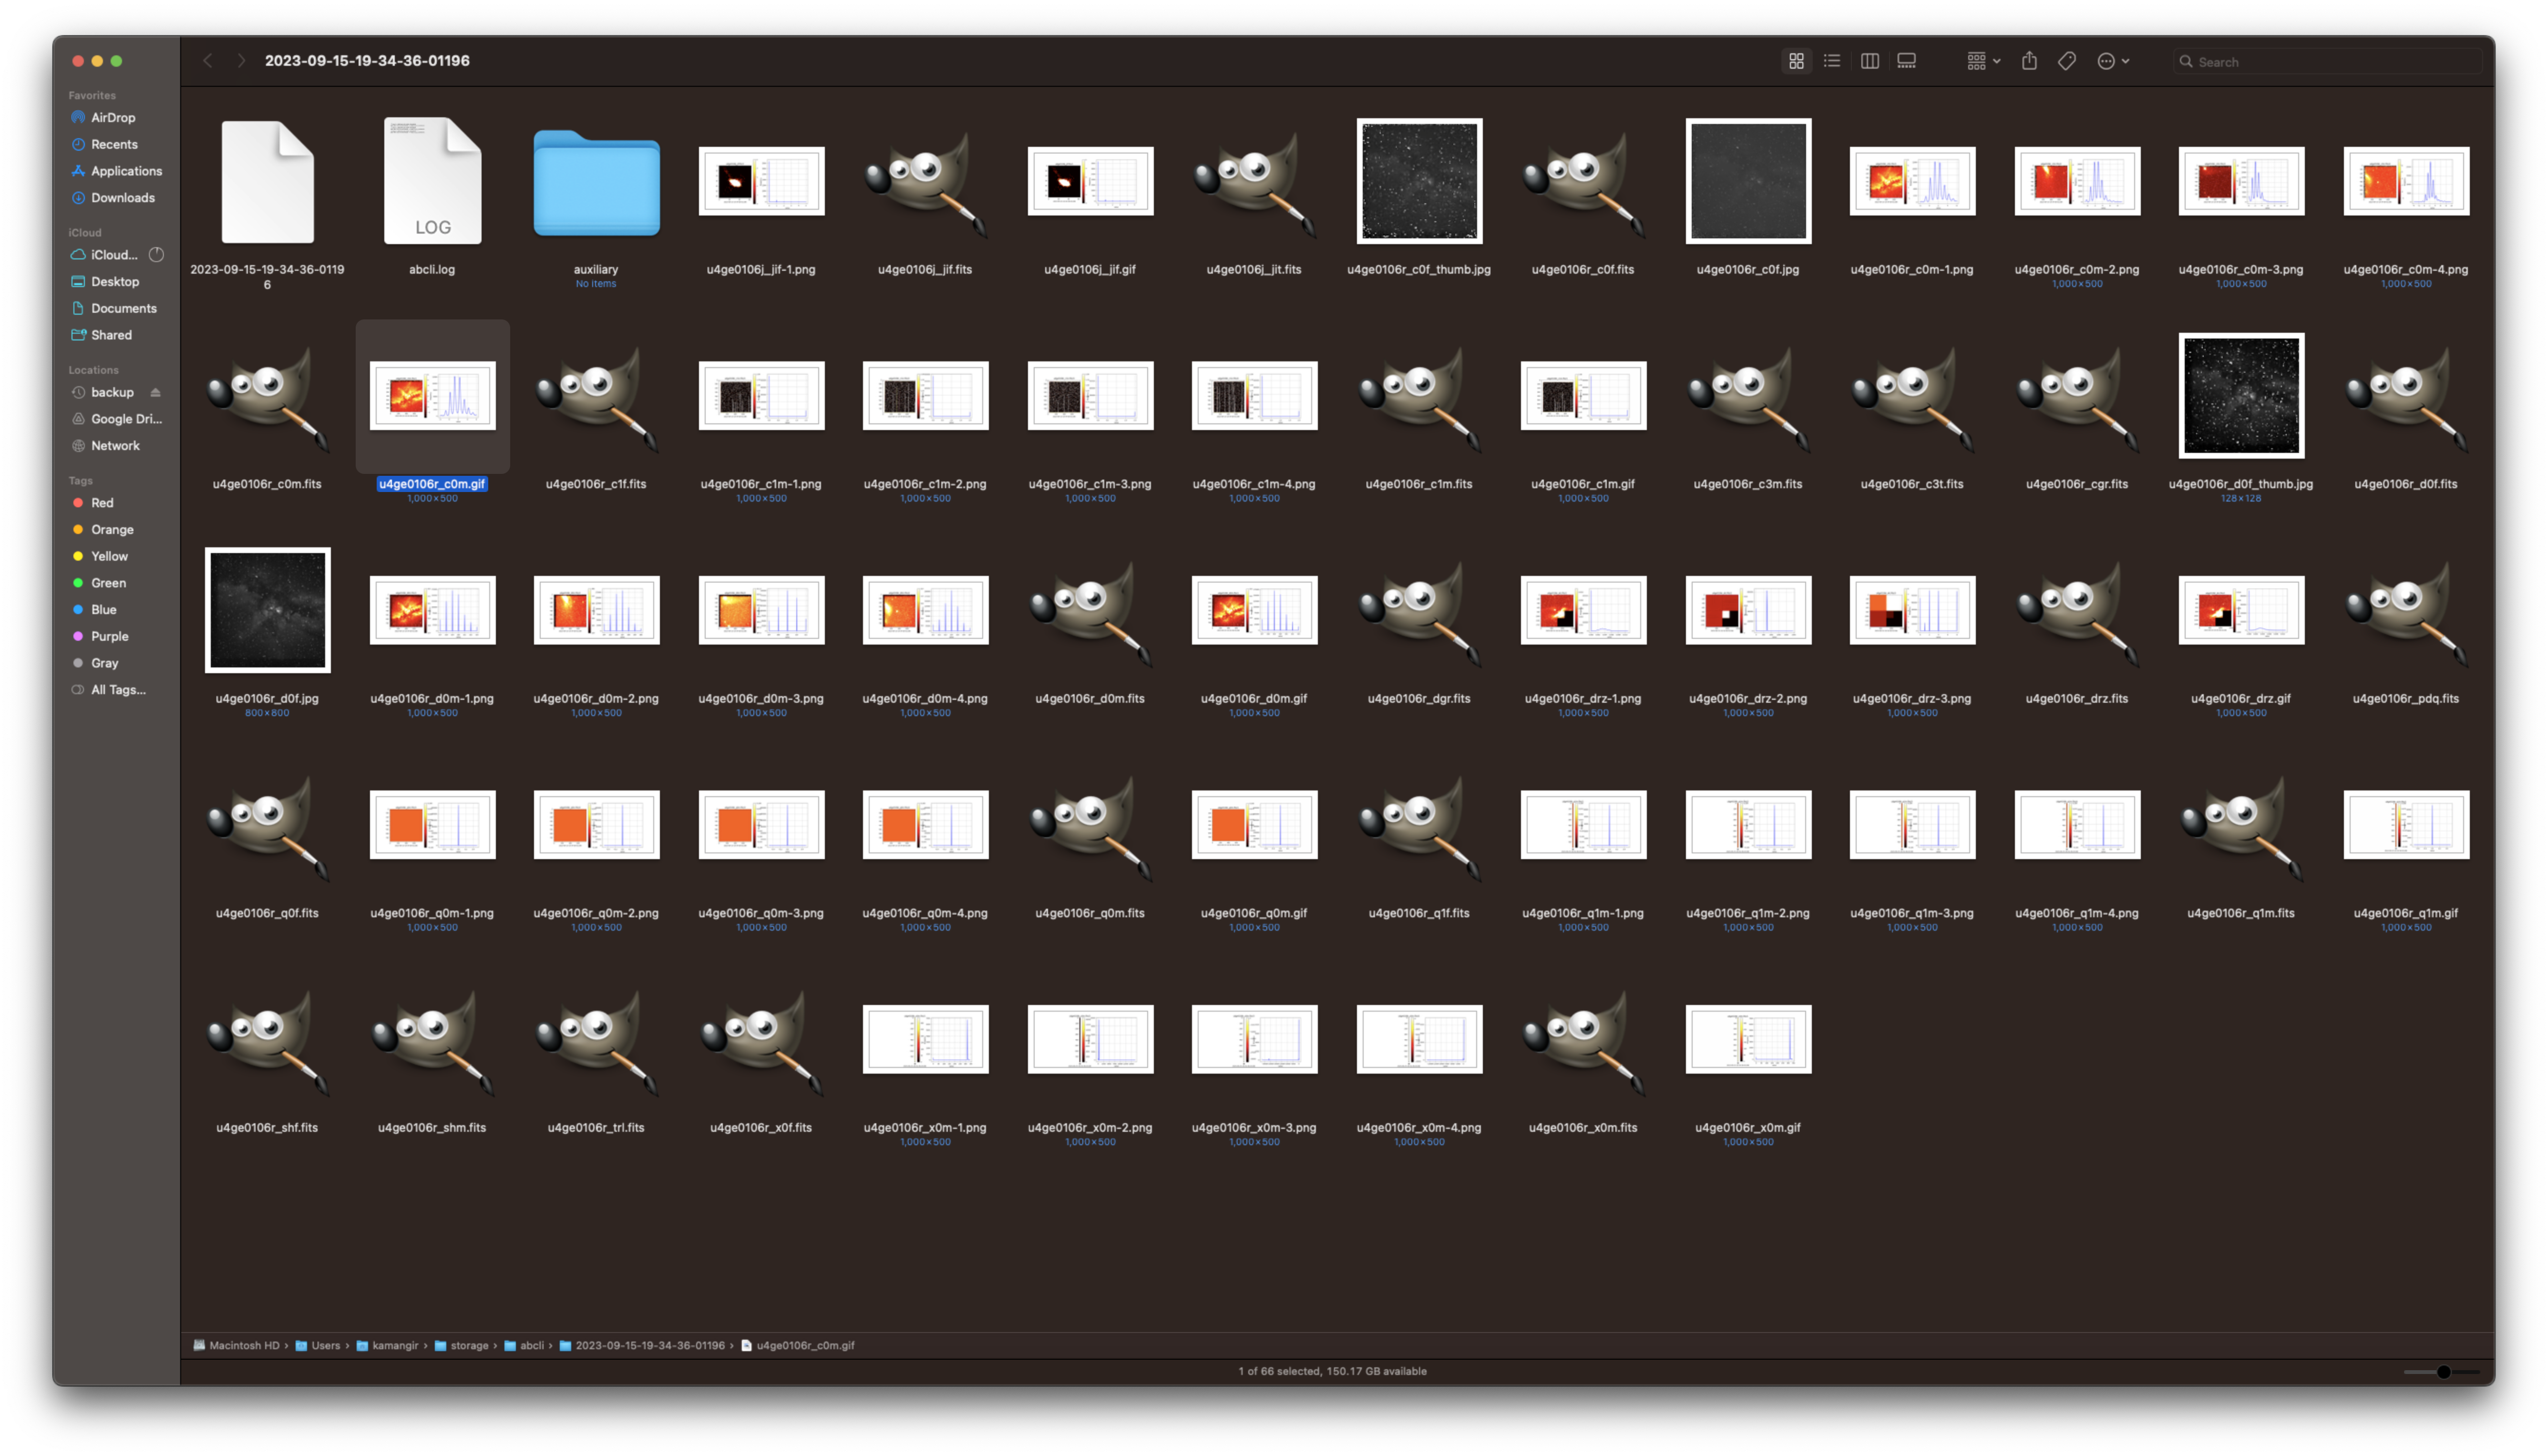 2023-09-15-19-34-36-01196
Search
Favorites
AirDrop
Recents
Applications
Downloads
iCloud
iCloud...
Desktop
Documents
Shared
Locations
backup
Google Dri...
Network
Tags
Red
Orange
Yellow
Green
Blue
Purple
Gray
All Tags...
2023-09-15-19-34-36-0119
6
LOG
abcli.log
auxiliary
No items
u4ge0106j_jif-1.png
u4ge0106j_jif.fits
u4ge0106j_jif.gif
u4ge0106j_jit.fits
u4ge0106r_c0f_thumb.jpg
u4ge0106r_c0f.fits
u4ge0106r_c0f.jpg
u4ge0106r_c0m-1.png
u4ge0106r_c0m-2.png
1,000×500
u4ge0106r_c0m-3.png
1,000×500
u4ge0106r_c0m-4.png
1,000×500
u4ge0106r_c0m.fits
u4ge0106r_c0m.gif
1,000×500
u4ge0106r_c1f.fits
u4ge0106r_c1m-1.png
1,000×500
u4ge0106r_c1m-2.png
1,000×500
u4ge0106r_c1m-3.png
1,000×500
u4ge0106r_c1m-4.png
1,000×500
u4ge0106r_c1m.fits
u4ge0106r_c1m.gif
1,000×500
u4ge0106r_c3m.fits
u4ge0106r_c3t.fits
u4ge0106r_cgr.fits
u4ge0106r_d0f_thumb.jpg
128×128
u4ge0106r_d0f.fits
u4ge0106r_d0f.jpg
800×800
u4ge0106r_d0m-1.png
1,000×500
u4ge0106r_d0m-2.png
1,000×500
u4ge0106r_d0m-3.png
1,000×500
u4ge0106r_d0m-4.png
1,000×500
u4ge0106r_d0m.fits
u4ge0106r_d0m.gif
1,000×500
u4ge0106r_dgr.fits
u4ge0106r_drz-1.png
1,000×500
u4ge0106r_drz-2.png
1,000×500
u4ge0106r_drz-3.png
1,000×500
u4ge0106r_drz.fits
u4ge0106r_drz.gif
1,000×500
u4ge0106r_pdq.fits
u4ge0106r_q0f.fits
u4ge0106r_q0m-1.png
1,000×500
u4ge0106r_q0m-2.png
1,000×500
u4ge0106r_q0m-3.png
1,000×500
u4ge0106r_q0m-4.png
1,000×500
u4ge0106r_q0m.fits
u4ge0106r_q0m.gif
1,000×500
u4ge0106r_q1f.fits
u4ge0106r_q1m-1.png
1,000×500
u4ge0106r_q1m-2.png
1,000×500
u4ge0106r_q1m-3.png
1,000×500
u4ge0106r_q1m-4.png
1,000×500
u4ge0106r_q1m.fits
u4ge0106r_q1m.gif
1,000×500
u4ge0106r_shf.fits
u4ge0106r_shm.fits
u4ge0106r_trl.fits
u4ge0106r_x0f.fits
u4ge0106r_x0m-1.png
1,000×500
u4ge0106r_x0m-2.png
1,000×500
u4ge0106r_x0m-3.png
1,000×500
u4ge0106r_x0m-4.png
1,000×500
u4ge0106r_x0m.fits
u4ge0106r_x0m.gif
1,000×500
Macintosh HD › Users › kamangir › storage › abcli › 2023-09-15-19-34-36-01196 › u4ge0106r_c0m.gif
1 of 66 selected, 150.17 GB available